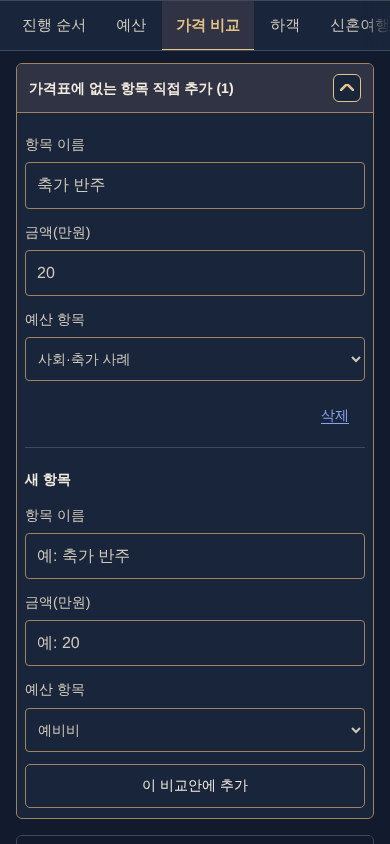 진행 순서 예산 가격 비교 하객 신혼여행
가격표에 없는 항목 직접 추가 (1)
항목 이름
축가 반주
금액(만원)
20
예산 항목
사회·축가 사례
삭제
새 항목
항목 이름
예: 축가 반주
금액(만원)
예: 20
예산 항목
예비비
이 비교안에 추가